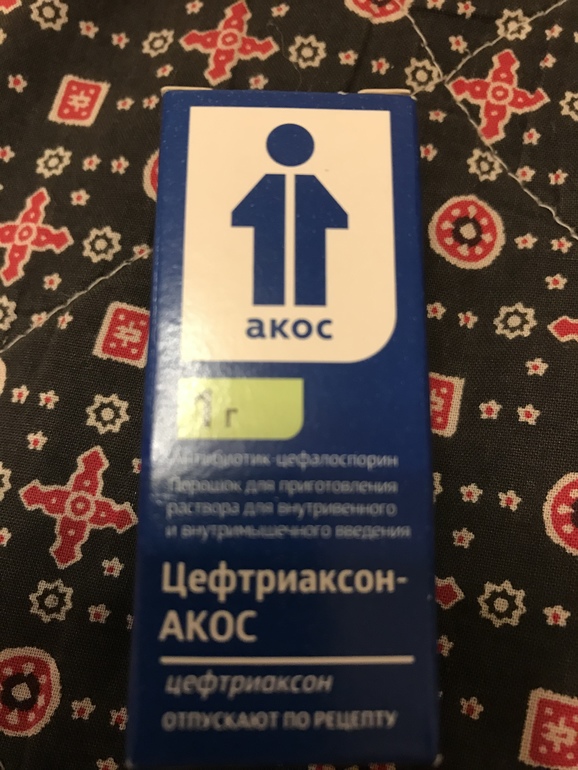 акос
1 г
Антибиотик-цефалоспорин
Порошок для приготовления
раствора для внутривенного
и внутримышечного введения
Цефтриаксон-
АКОС
цефтриаксон
ОТПУСКАЮТ ПО РЕЦЕПТУ